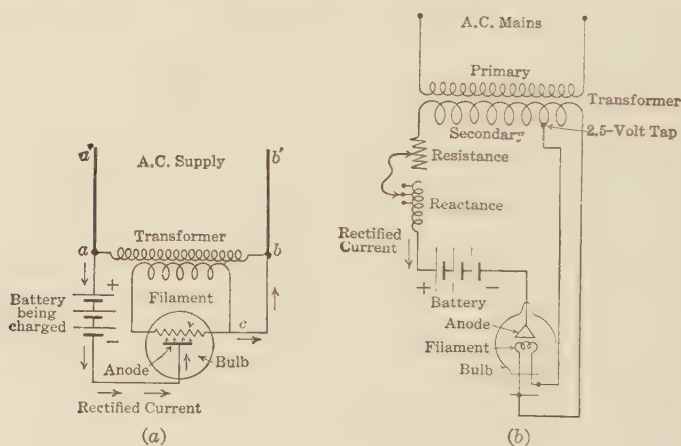 A.C. Supply
a'
b'
a
b
Transformer
Battery
being
charged
+
−
Filament
c
Anode
Bulb
Rectified Current
(a)
A.C. Mains
Primary
Transformer
Secondary
2.5-Volt Tap
Resistance
Reactance
Rectified
Current
+
−
Battery
Anode
Filament
Bulb
(b)